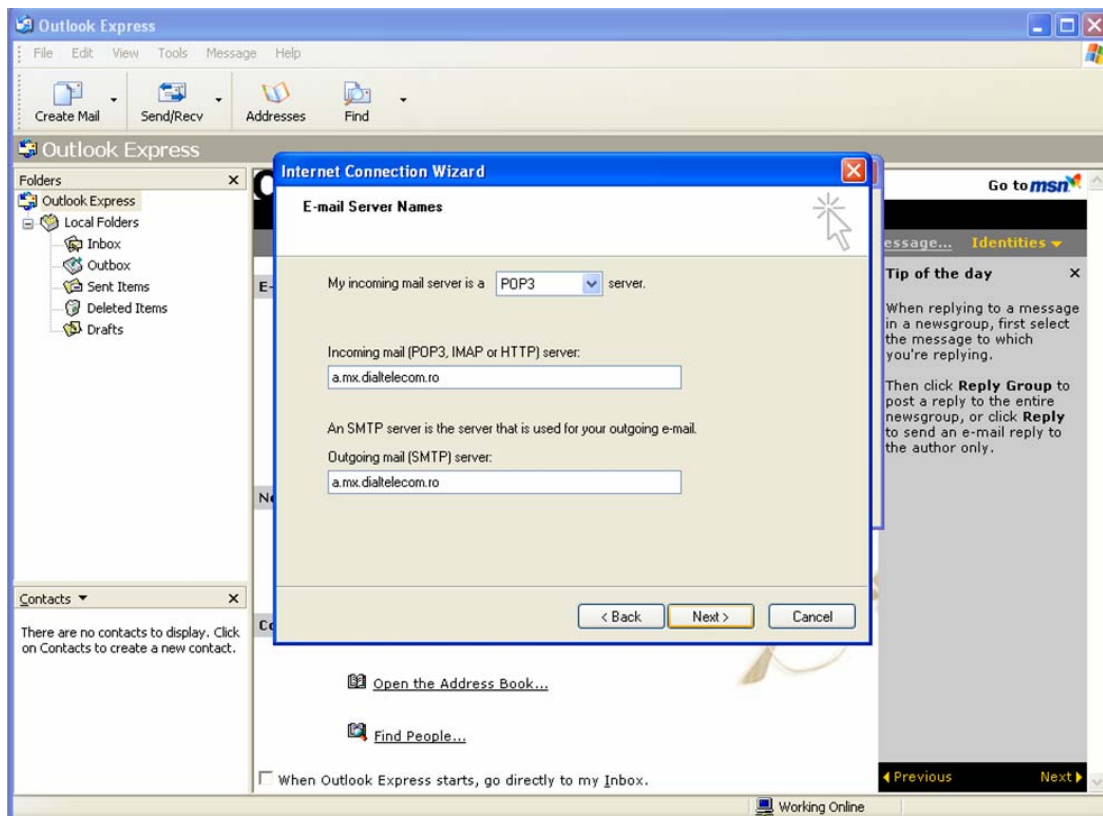 Outlook Express
File Edit View Tools Message Help
Create Mail Send/Recv Addresses Find
Outlook Express
Folders
Outlook Express
Local Folders
Inbox
Outbox
Sent Items
Deleted Items
Drafts
Contacts
There are no contacts to display. Click
on Contacts to create a new contact.
Internet Connection Wizard
E-mail Server Names
My incoming mail server is a POP3 server.
Incoming mail (POP3, IMAP or HTTP) server:
a.mx.dialtelecom.ro
An SMTP server is the server that is used for your outgoing e-mail.
Outgoing mail (SMTP) server:
a.mx.dialtelecom.ro
< Back Next > Cancel
E-
Ne
Co
Open the Address Book...
Find People...
When Outlook Express starts, go directly to my Inbox.
Go to msn
essage... Identities
Tip of the day
When replying to a message
in a newsgroup, first select
the message to which
you're replying.
Then click Reply Group to
post a reply to the entire
newsgroup, or click Reply
to send an e-mail reply to
the author only.
Previous Next
Working Online